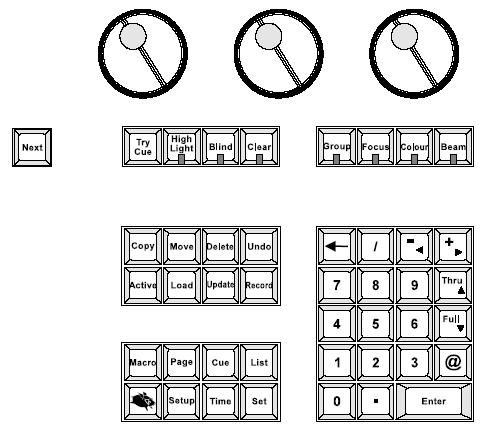 Next
Try
Cue
High
Light
Blind
Clear
Group
Focus
Colour
Beam
Copy
Move
Delete
Undo
Active
Load
Update
Record
/
-
+
7
8
9
Thru
4
5
6
Full
Macro
Page
Cue
List
1
2
3
@
Setup
Time
Set
0
.
Enter